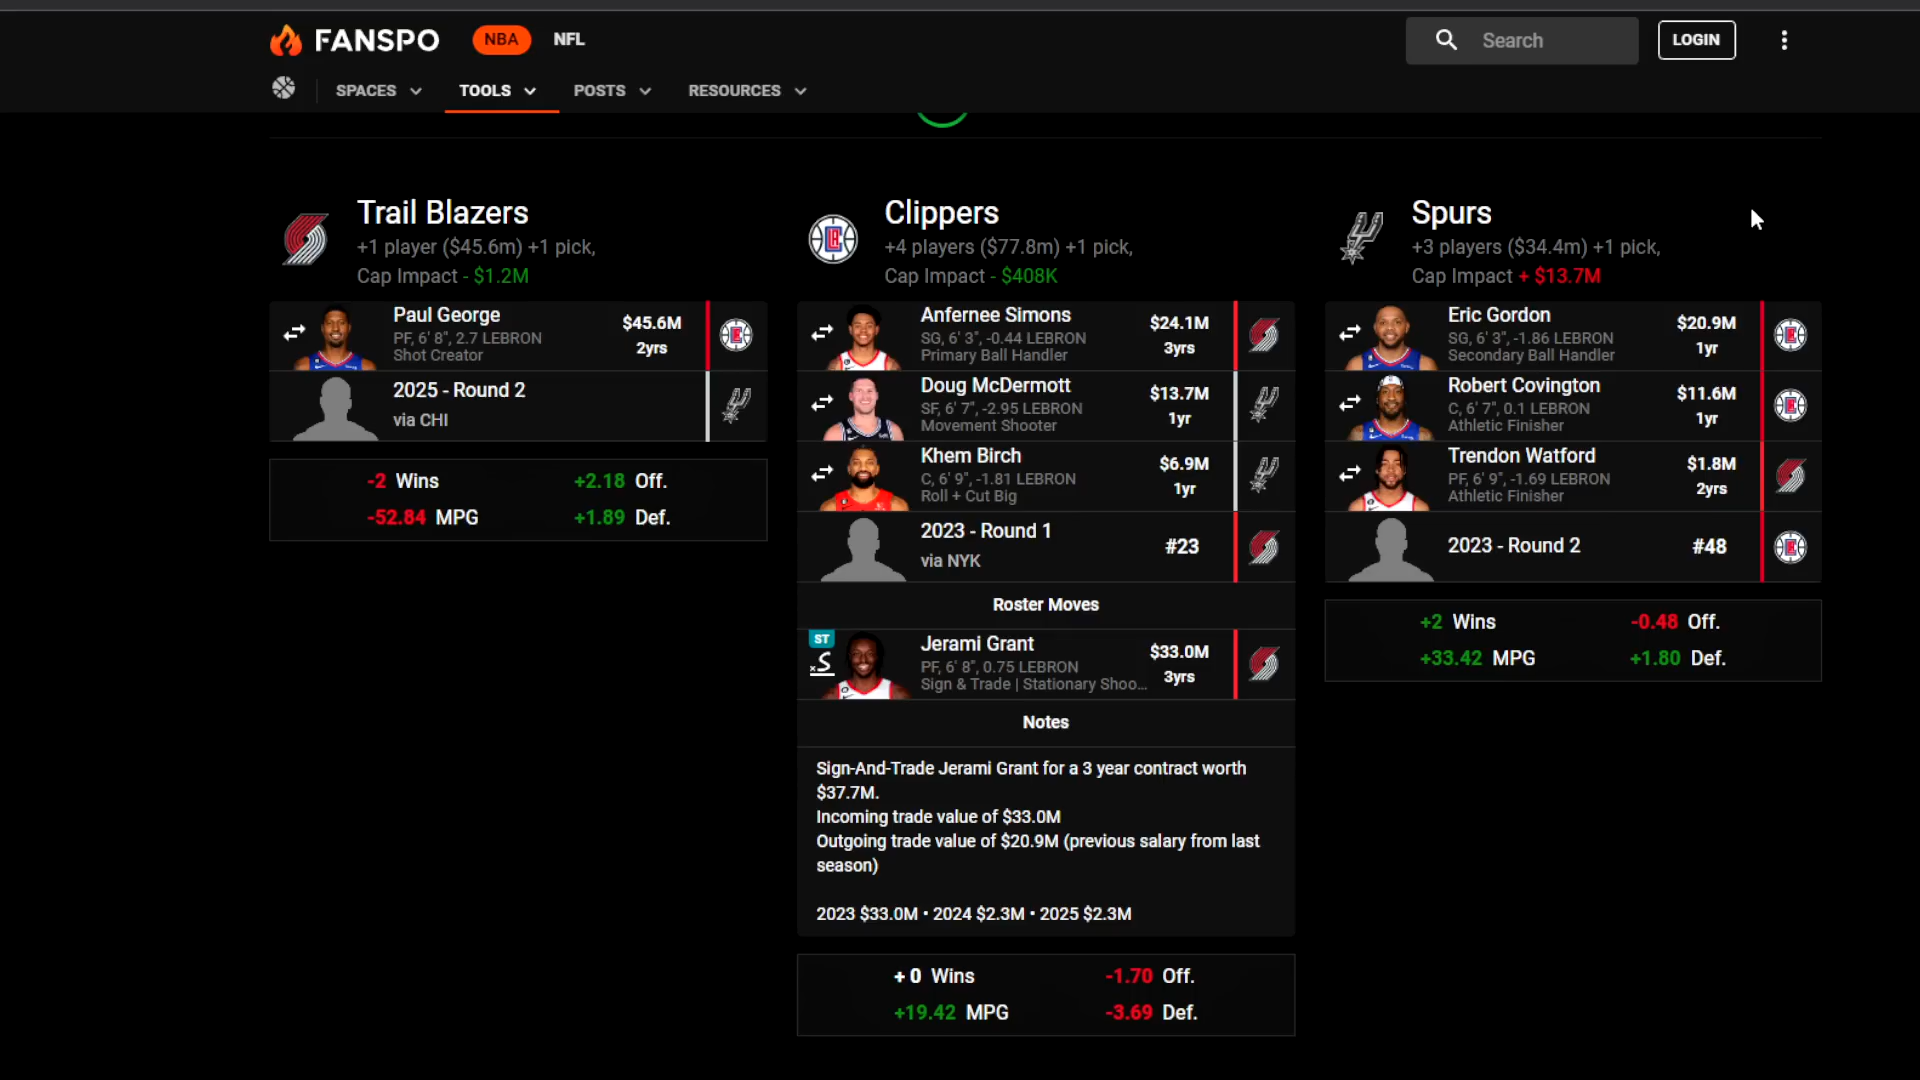 FANSPO
NBA
NFL
Search
LOGIN
SPACES
TOOLS
POSTS
RESOURCES
Trail Blazers
+1 player ($45.6m) +1 pick,
Cap Impact - $1.2M
Paul George
PF, 6' 8", 2.7 LEBRON
Shot Creator
$45.6M
2yrs
2025 - Round 2
via CHI
-2 Wins
+2.18 Off.
-52.84 MPG
+1.89 Def.
Clippers
+4 players ($77.8m) +1 pick,
Cap Impact - $408K
Anfernee Simons
SG, 6' 3", -0.44 LEBRON
Primary Ball Handler
$24.1M
3yrs
Doug McDermott
SF, 6' 7", -2.95 LEBRON
Movement Shooter
$13.7M
1yr
Khem Birch
C, 6' 9", -1.81 LEBRON
Roll + Cut Big
$6.9M
1yr
2023 - Round 1
via NYK
#23
Roster Moves
ST
xS
Jerami Grant
PF, 6' 8", 0.75 LEBRON
Sign & Trade | Stationary Shoo...
$33.0M
3yrs
Notes
Sign-And-Trade Jerami Grant for a 3 year contract worth
$37.7M.
Incoming trade value of $33.0M
Outgoing trade value of $20.9M (previous salary from last
season)
2023 $33.0M • 2024 $2.3M • 2025 $2.3M
+ 0 Wins
-1.70 Off.
+19.42 MPG
-3.69 Def.
Spurs
+3 players ($34.4m) +1 pick,
Cap Impact + $13.7M
Eric Gordon
SG, 6' 3", -1.86 LEBRON
Secondary Ball Handler
$20.9M
1yr
Robert Covington
C, 6' 7", 0.1 LEBRON
Athletic Finisher
$11.6M
1yr
Trendon Watford
PF, 6' 9", -1.69 LEBRON
Athletic Finisher
$1.8M
2yrs
2023 - Round 2
#48
+2 Wins
-0.48 Off.
+33.42 MPG
+1.80 Def.